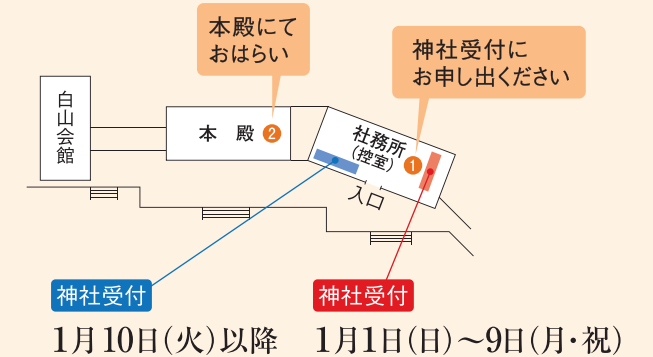 本殿にて
おはらい
神社受付に
お申し出ください
白山会館
本殿 2
社務所
(控室) 1
入口
神社受付
1月10日(火)以降
神社受付
1月1日(日)〜9日(月・祝)